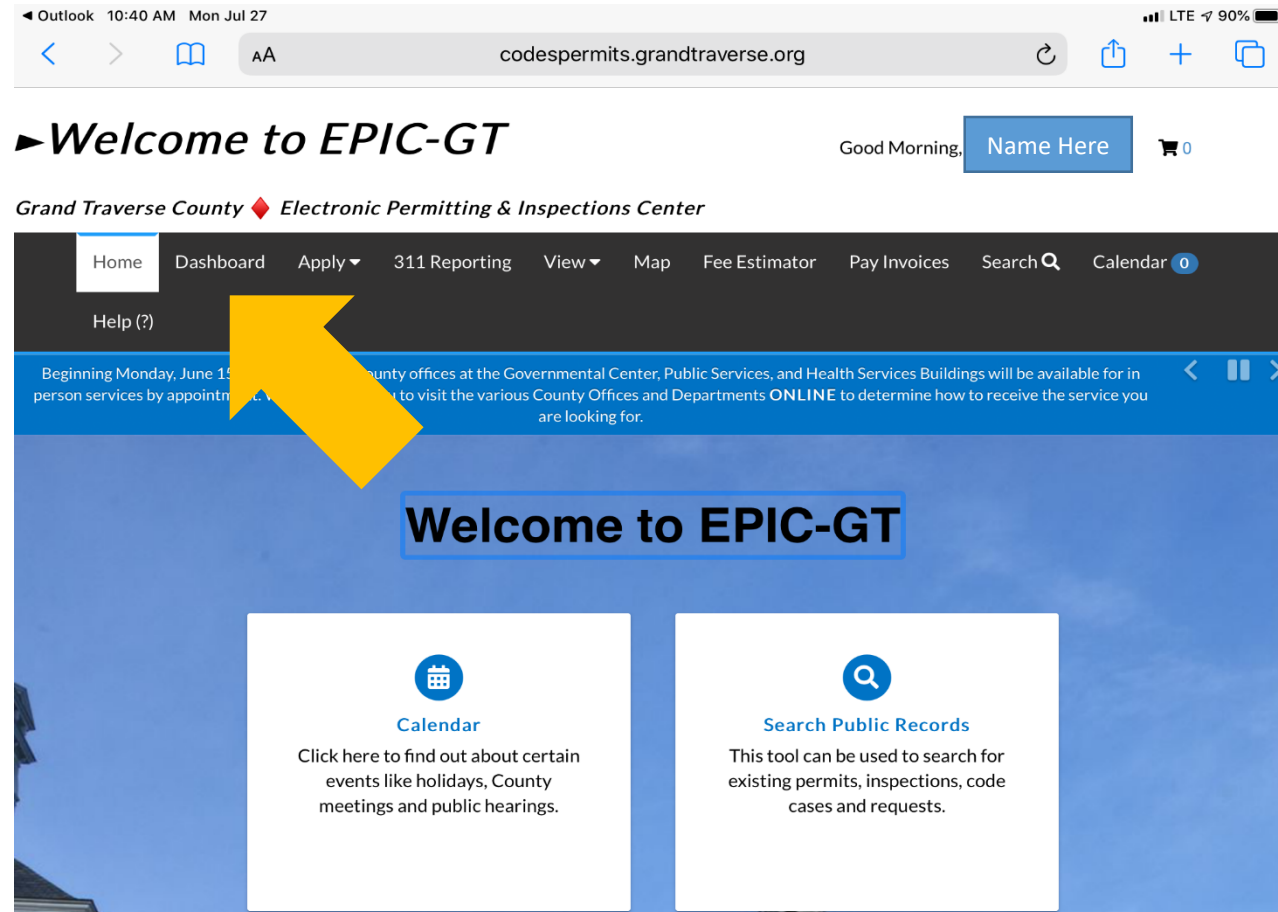 Outlook 10:40 AM Mon Jul 27 LTE 90%
AA codespermits.grandtraverse.org
Welcome to EPIC-GT
Good Morning, Name Here 0
Grand Traverse County Electronic Permitting & Inspections Center
Home Dashboard Apply 311 Reporting View Map Fee Estimator Pay Invoices Search Calendar 0
Help (?)
Beginning Monday, June 15 offices at the Governmental Center, Public Services, and Health Services Buildings will be available for in
person services by to visit the various County Offices and Departments ONLINE to determine how to receive the service you
are looking for.
Welcome to EPIC-GT
Calendar
Click here to find out about certain
events like holidays, County
meetings and public hearings.
Search Public Records
This tool can be used to search for
existing permits, inspections, code
cases and requests.